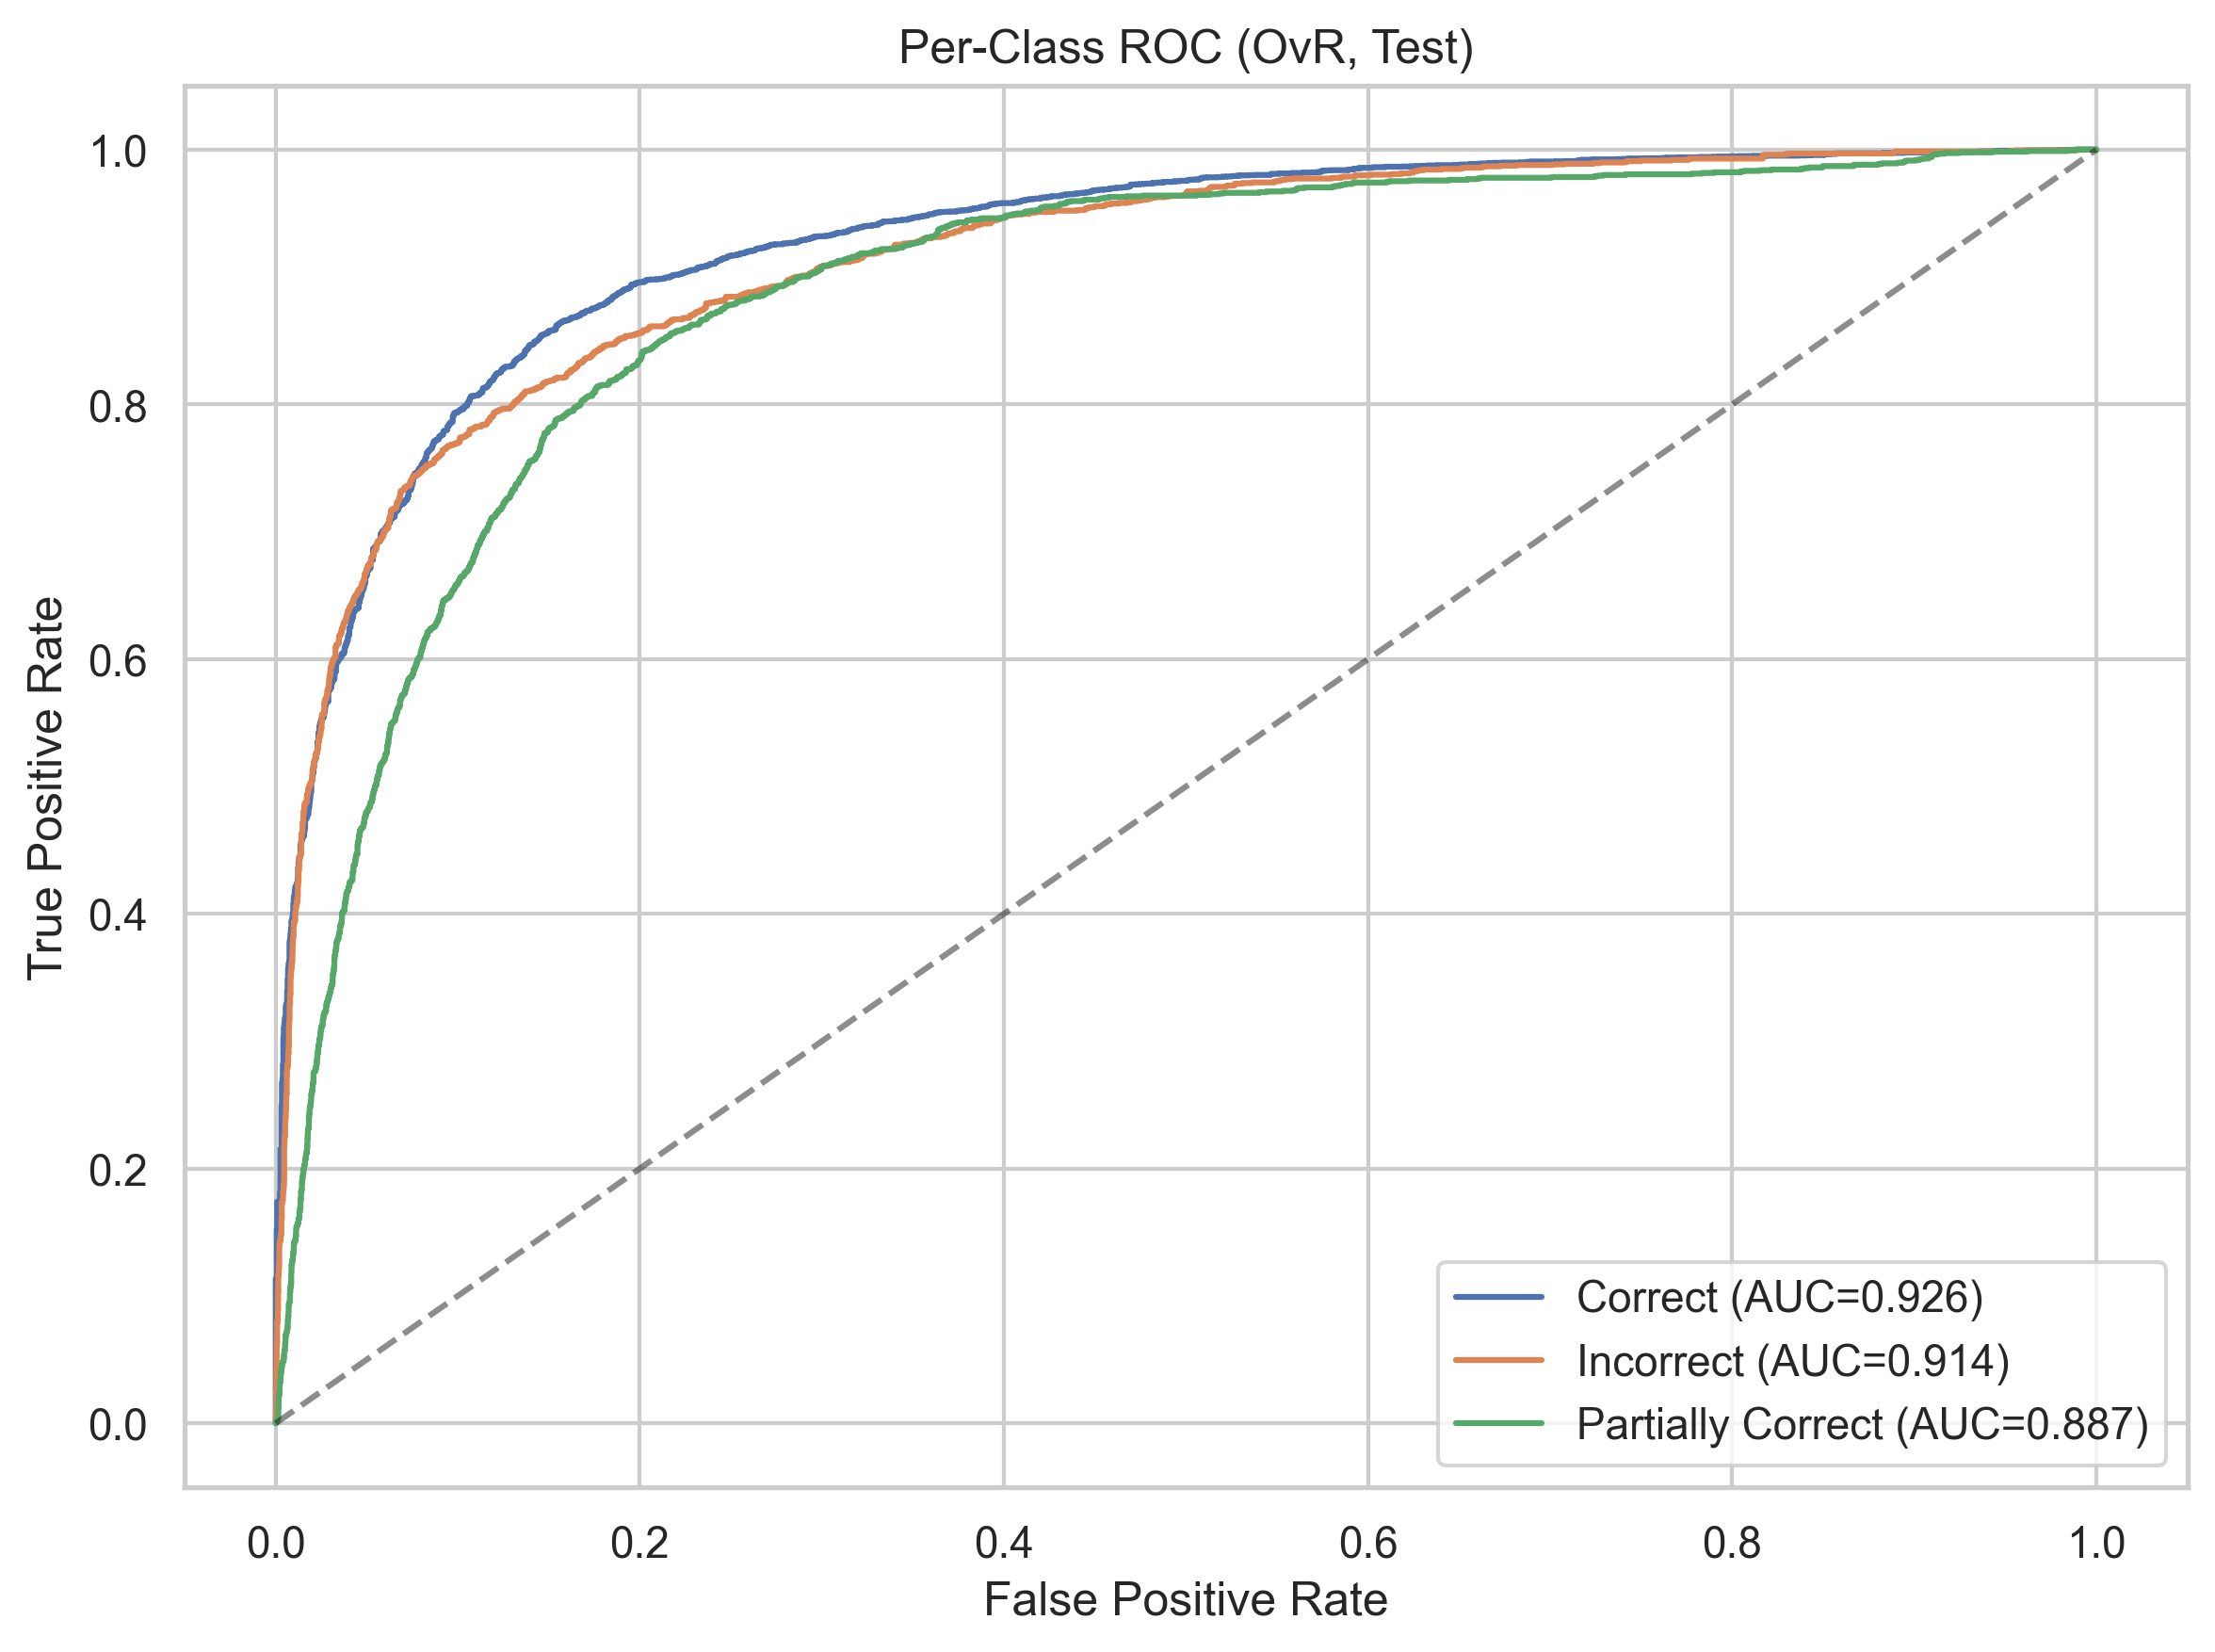 Per-Class ROC (OvR, Test)
True Positive Rate
1.0
0.8
0.6
0.4
0.2
0.0
0.0 0.2 0.4 0.6 0.8 1.0
False Positive Rate
Correct (AUC=0.926)
Incorrect (AUC=0.914)
Partially Correct (AUC=0.887)